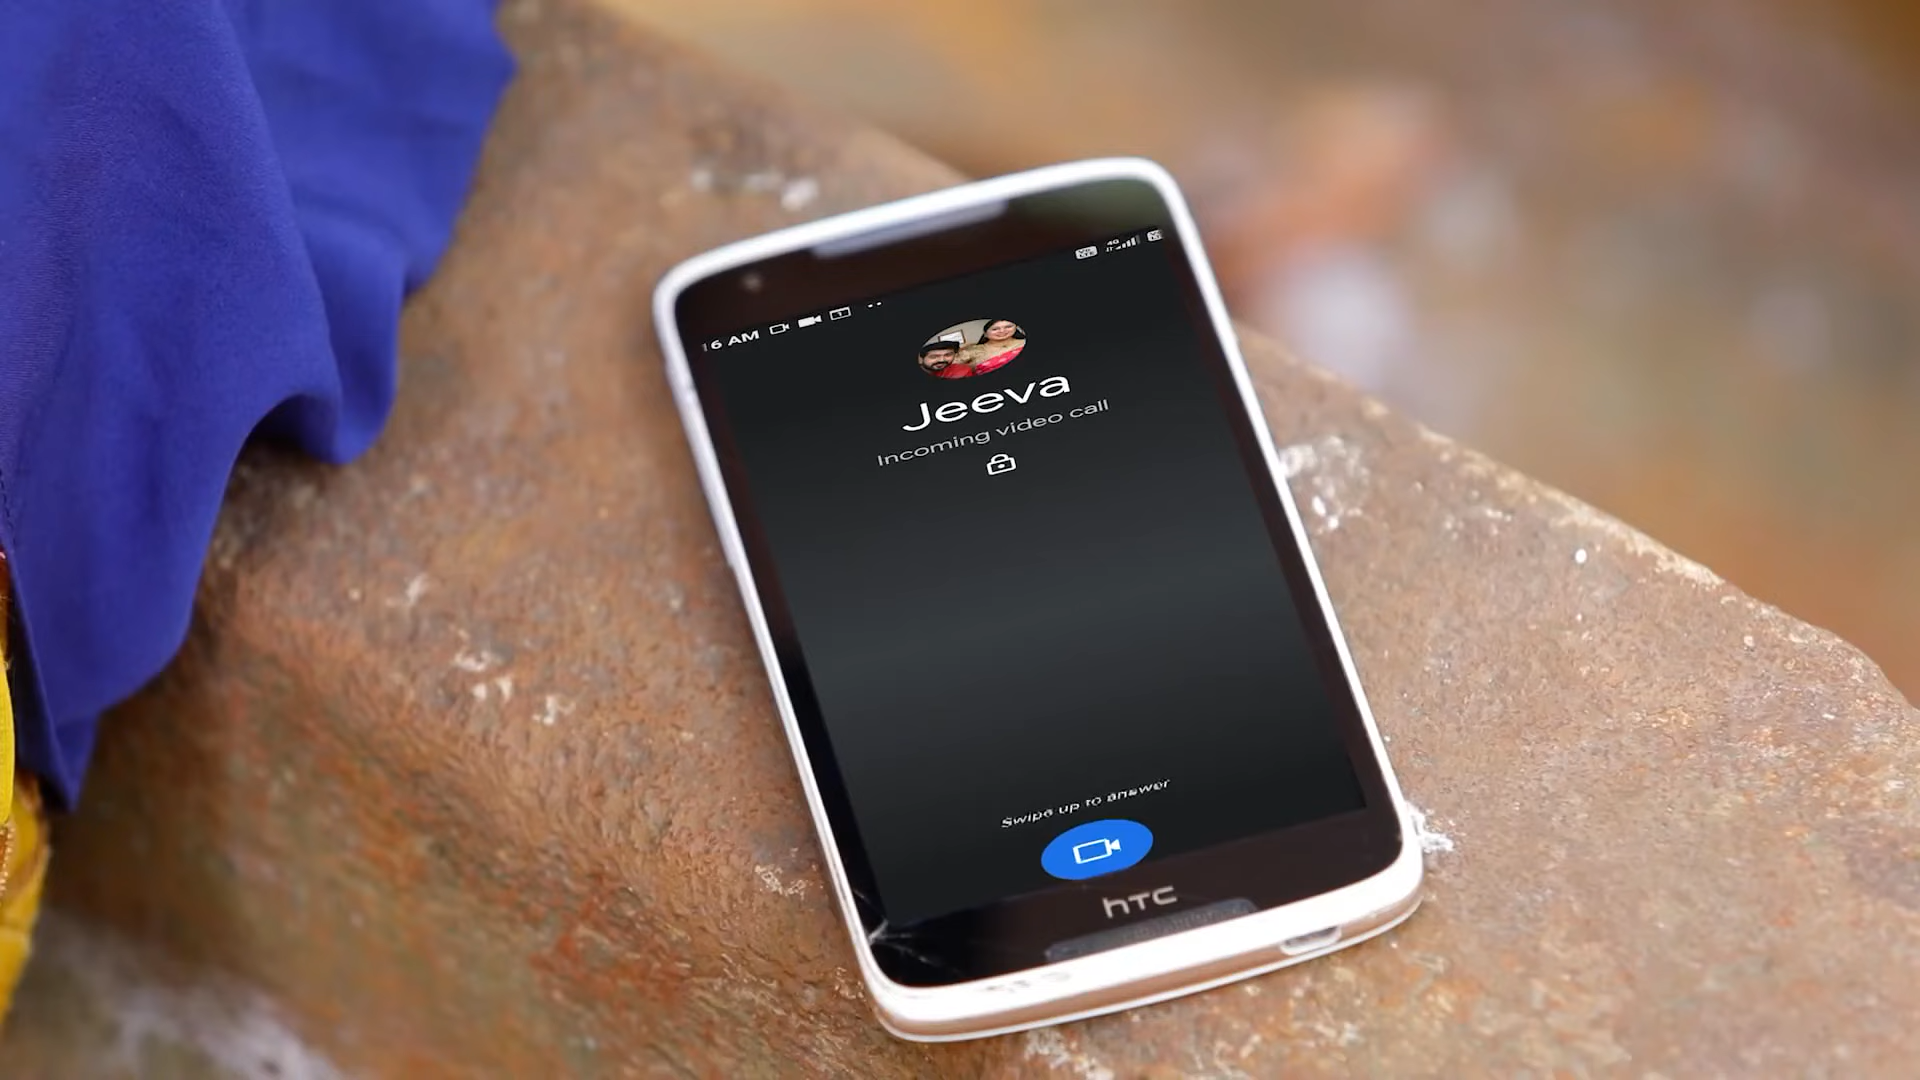 6 AM
Jeeva
Incoming video call
Swipe up to answer
hTC